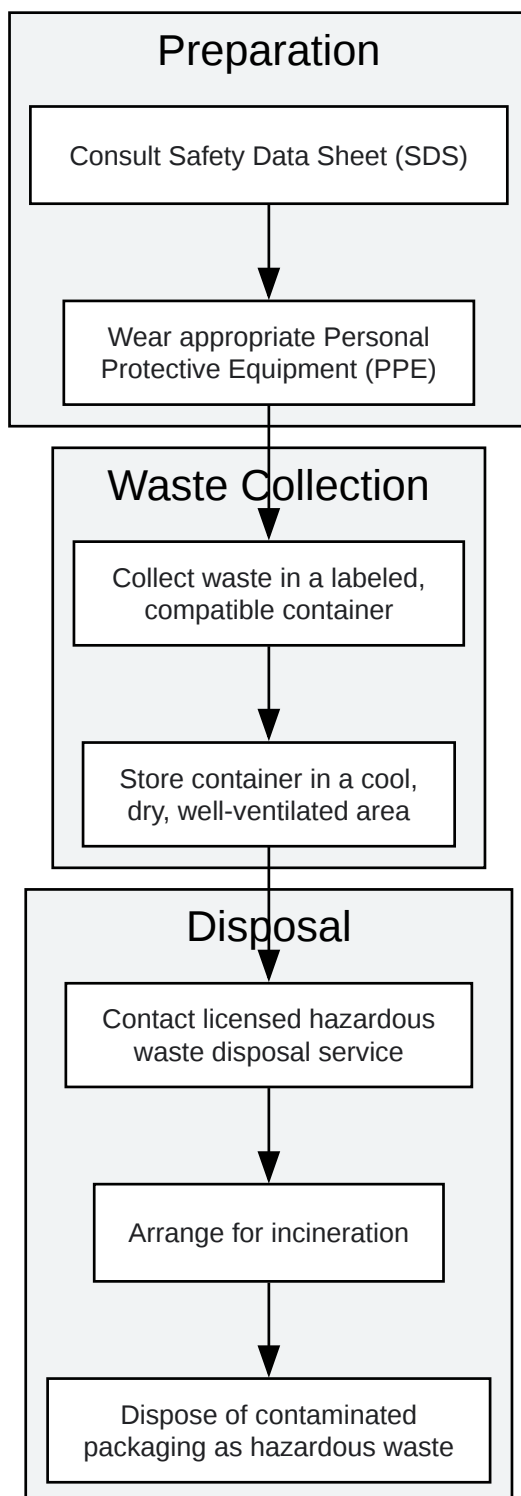 Preparation
Consult Safety Data Sheet (SDS)
Wear appropriate Personal
Protective Equipment (PPE)
Waste Collection
Collect waste in a labeled,
compatible container
Store container in a cool,
dry, well-ventilated area
Disposal
Contact licensed hazardous
waste disposal service
Arrange for incineration
Dispose of contaminated
packaging as hazardous waste